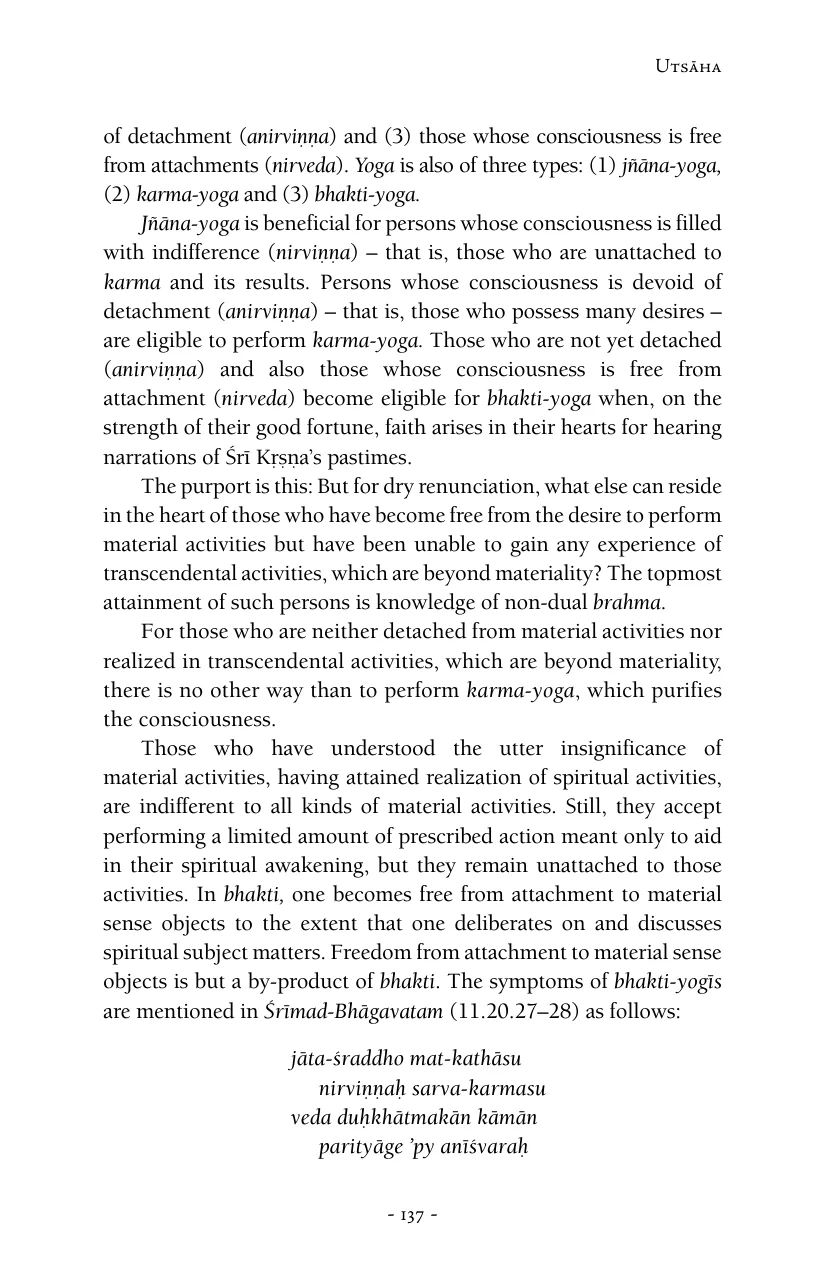 Utsāha
of detachment (anirviṇṇa) and (3) those whose consciousness is free
from attachments (nirveda). Yoga is also of three types: (1) jñāna-yoga,
(2) karma-yoga and (3) bhakti-yoga.
Jñāna-yoga is beneficial for persons whose consciousness is filled
with indifference (nirviṇṇa) – that is, those who are unattached to
karma and its results. Persons whose consciousness is devoid of
detachment (anirviṇṇa) – that is, those who possess many desires –
are eligible to perform karma-yoga. Those who are not yet detached
(anirviṇṇa) and also those whose consciousness is free from
attachment (nirveda) become eligible for bhakti-yoga when, on the
strength of their good fortune, faith arises in their hearts for hearing
narrations of Śrī Kṛṣṇa’s pastimes.
The purport is this: But for dry renunciation, what else can reside
in the heart of those who have become free from the desire to perform
material activities but have been unable to gain any experience of
transcendental activities, which are beyond materiality? The topmost
attainment of such persons is knowledge of non-dual brahma.
For those who are neither detached from material activities nor
realized in transcendental activities, which are beyond materiality,
there is no other way than to perform karma-yoga, which purifies
the consciousness.
Those who have understood the utter insignificance of
material activities, having attained realization of spiritual activities,
are indifferent to all kinds of material activities. Still, they accept
performing a limited amount of prescribed action meant only to aid
in their spiritual awakening, but they remain unattached to those
activities. In bhakti, one becomes free from attachment to material
sense objects to the extent that one deliberates on and discusses
spiritual subject matters. Freedom from attachment to material sense
objects is but a by-product of bhakti. The symptoms of bhakti-yogīs
are mentioned in Śrīmad-Bhāgavatam (11.20.27–28) as follows:
jāta-śraddho mat-kathāsu
nirviṇṇaḥ sarva-karmasu
veda duḥkhātmakān kāmān
parityāge ’py anīśvaraḥ
- 137 -